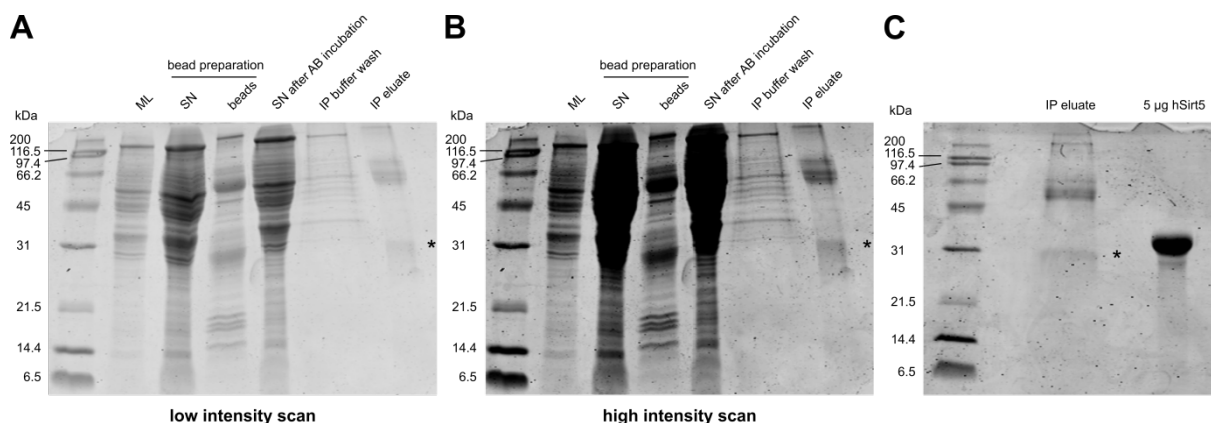 A
bead preparation
ML
SN
beads
SN after AB incubation
IP buffer wash
IP eluate
kDa
200
116.5
97.4
66.2
45
31
*
21.5
14.4
6.5
low intensity scan
B
bead preparation
ML
SN
beads
SN after AB incubation
IP buffer wash
IP eluate
kDa
200
116.5
97.4
66.2
45
31
*
21.5
14.4
6.5
high intensity scan
C
IP eluate
5 µg hSirt5
kDa
200
116.5
97.4
66.2
45
31
*
21.5
14.4
6.5